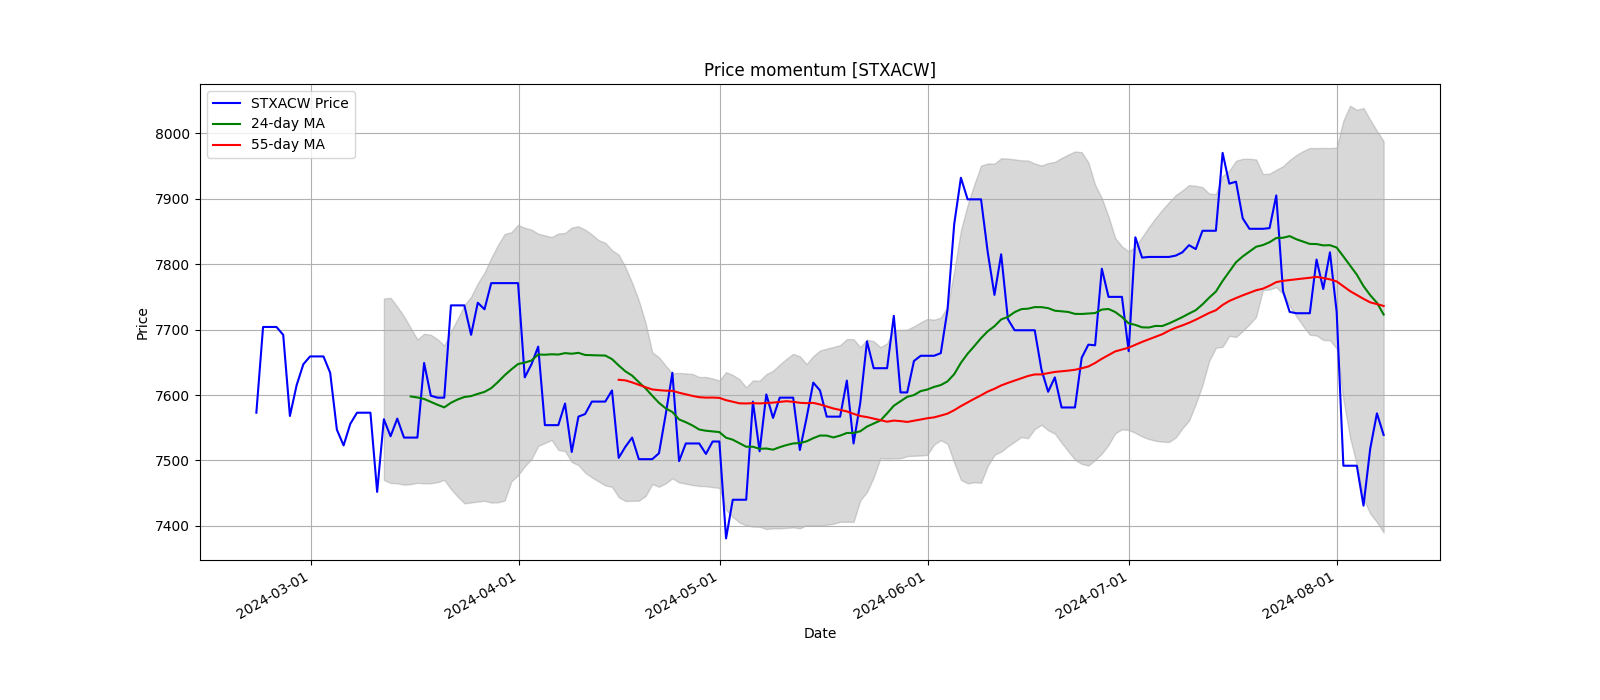 Price momentum [STXACW]
STXACW Price
24-day MA
55-day MA
8000
7900
7800
7700
7600
7500
7400
Price
2024-03-01
2024-04-01
2024-05-01
2024-06-01
2024-07-01
2024-08-01
Date